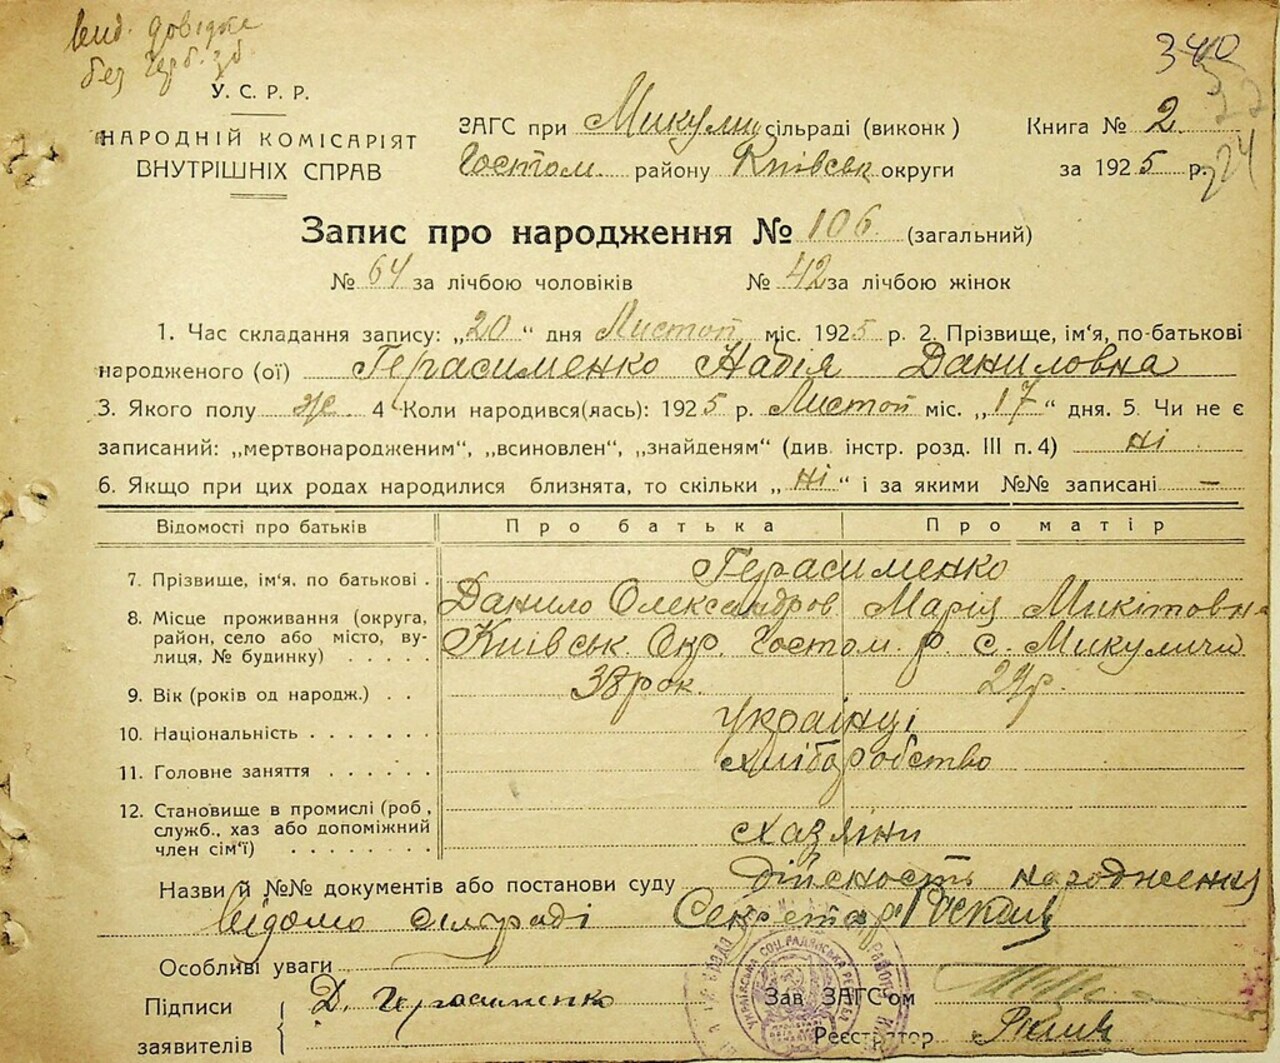 вид. довідка
без герб. зб
340
У. С. Р. Р.
НАРОДНІЙ КОМІСАРІЯТ
ВНУТРІШНІХ СПРАВ
ЗАГС при Микулиц сільраді (виконк)
Гостом. району Київськ округи
Книга № 2
за 1925 р.
24
Запис про народження № 106 (загальний)
№ 64 за лічбою чоловіків № 42 за лічбою жінок
1. Час складання запису: „20“ дня Листоп міс. 1925 р. 2. Прізвище, ім'я, по-батькові
народженого (ої) Герасименко Надія Даниловна
3. Якого полу ж. 4 Коли народився(лась): 1925 р. Листоп міс. „17“ дня. 5. Чи не є
записаний: „мертвонародженим“, „всиновлен“, „знайденям“ (див. інстр. розд. III п. 4) ні
6. Якщо при цих родах народилися близнята, то скільки „ні“ і за якими №№ записані —
Відомості про батьків Про батька Про матір
7. Прізвище, ім'я, по батькові . Герасименко
Данило Олександров Марія Микітовна
8. Місце проживання (округа,
район, село або місто, вулиця, № будинку) . . . . . Київськ. Окр. Гостом. р. с. Микуличи
9. Вік (років од народж.) . . 38 рок. 29 р.
10. Національність . . . . . . . українці
11. Головне заняття . . . . . . хліборобство
12. Становище в промислі (роб,
служб., хаз або допоміжний
член сім'ї) . . . . . . . . хазяіни
Назви й №№ документів або постанови суду дійсность народження
відомо сільраді Секретар
Особливі уваги
Підписи
заявителів
Д. Герасименко
Зав ЗАГС'ом
Реєстратор